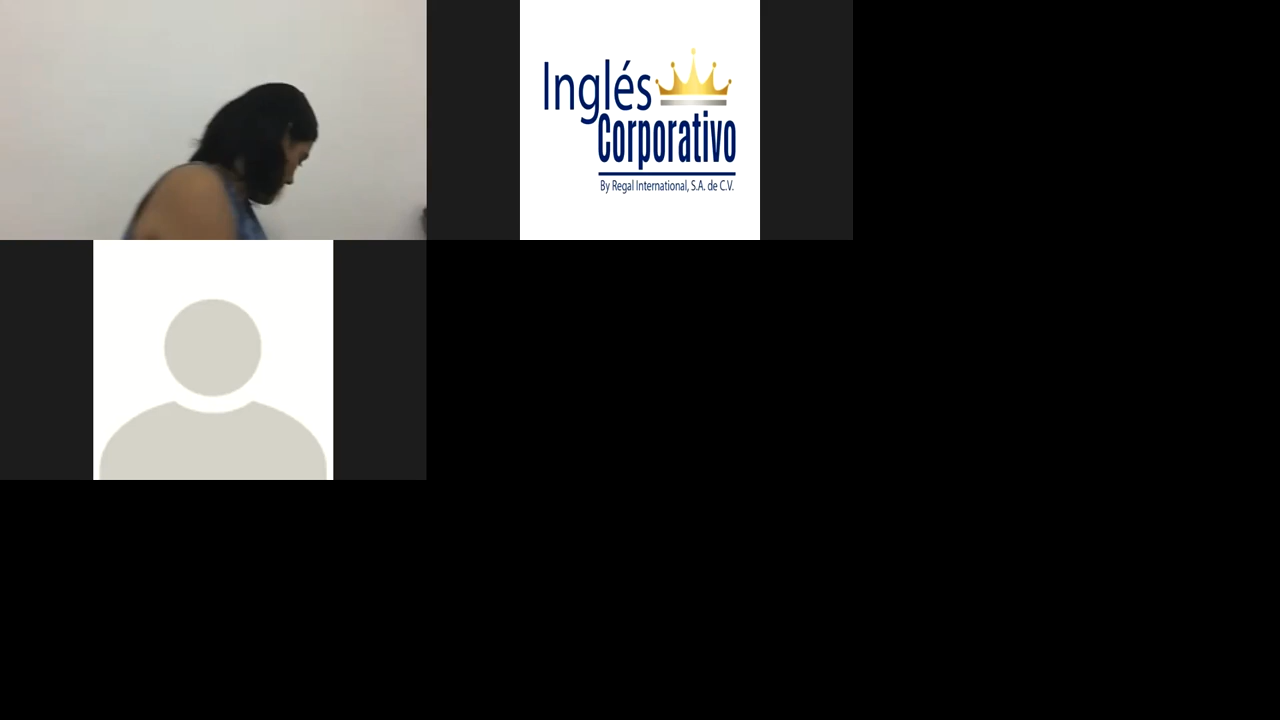 Inglés
Corporativo
By Regal International, S.A. de C.V.